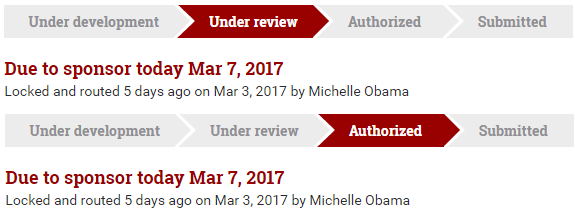 Under development Under review Authorized Submitted
Due to sponsor today Mar 7, 2017
Locked and routed 5 days ago on Mar 3, 2017 by Michelle Obama
Under development Under review Authorized Submitted
Due to sponsor today Mar 7, 2017
Locked and routed 5 days ago on Mar 3, 2017 by Michelle Obama